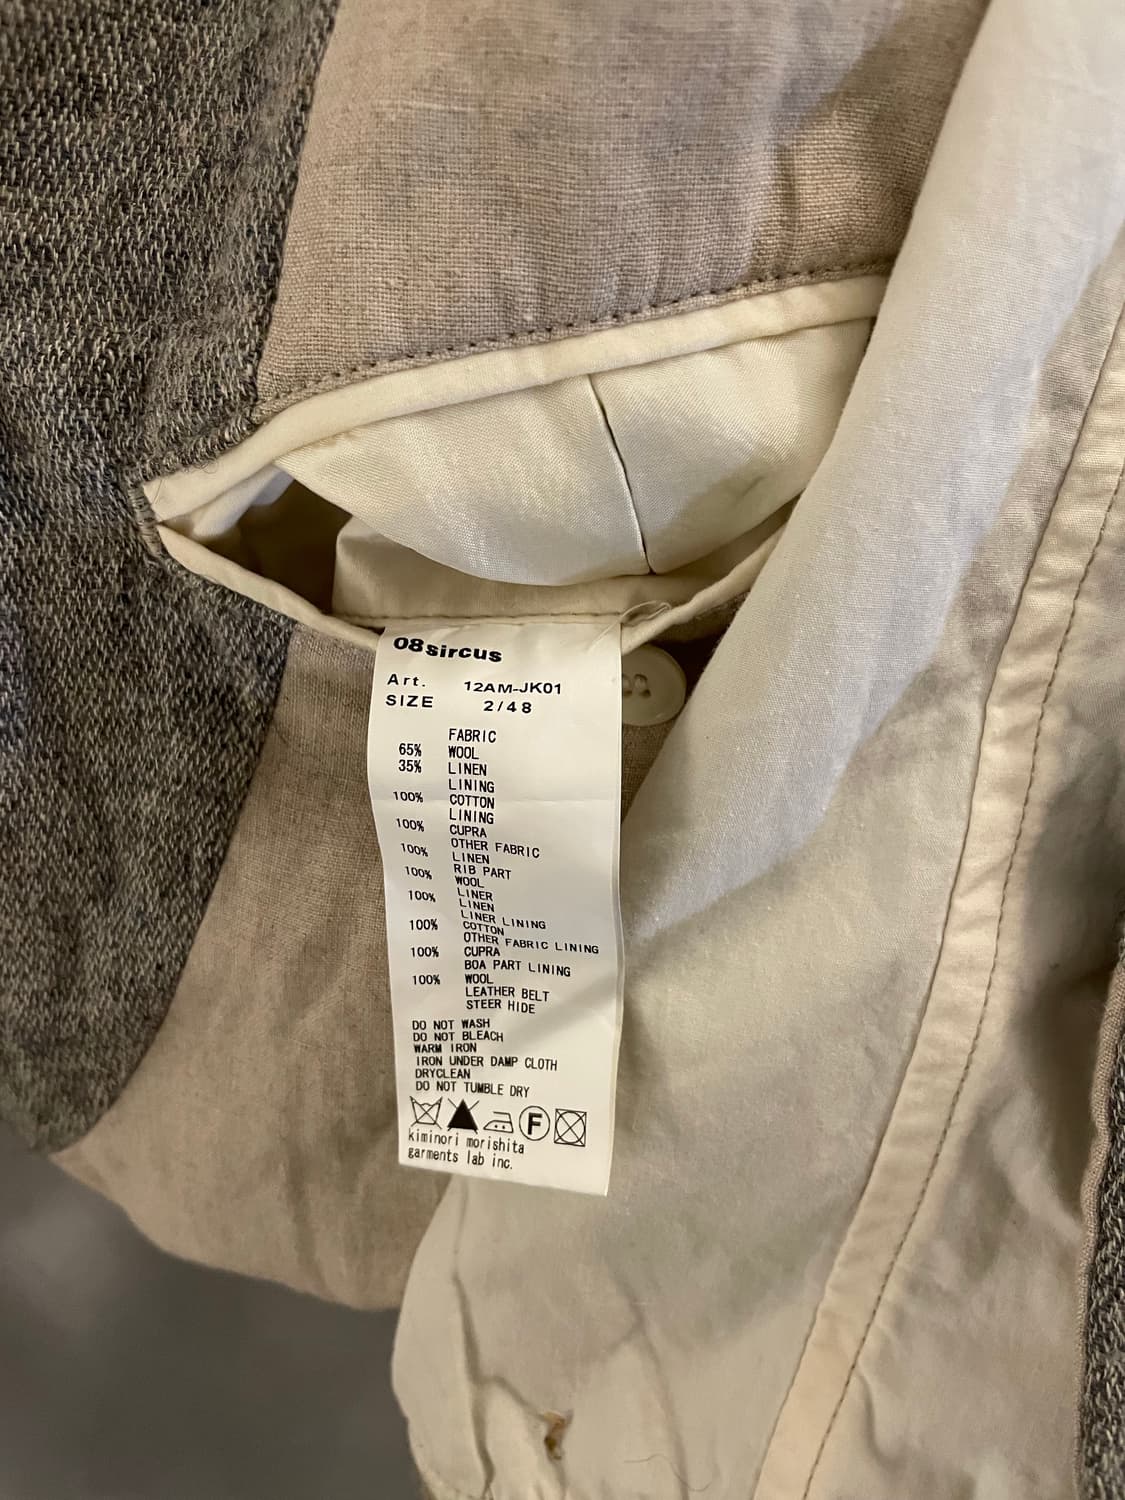 08sircus
Art. 12AM-JK01
SIZE 2/48
FABRIC
65% WOOL
35% LINEN
LINING
100% COTTON
LINING
100% CUPRA
OTHER FABRIC
100% LINEN
RIB PART
100% WOOL
LINER
100% LINEN
LINER LINING
100% COTTON
OTHER FABRIC LINING
100% CUPRA
BOA PART LINING
100% WOOL
LEATHER BELT
STEER HIDE
DO NOT WASH
DO NOT BLEACH
WARM IRON
IRON UNDER DAMP CLOTH
DRYCLEAN
DO NOT TUMBLE DRY
F
kiminori morishita
garments lab inc.